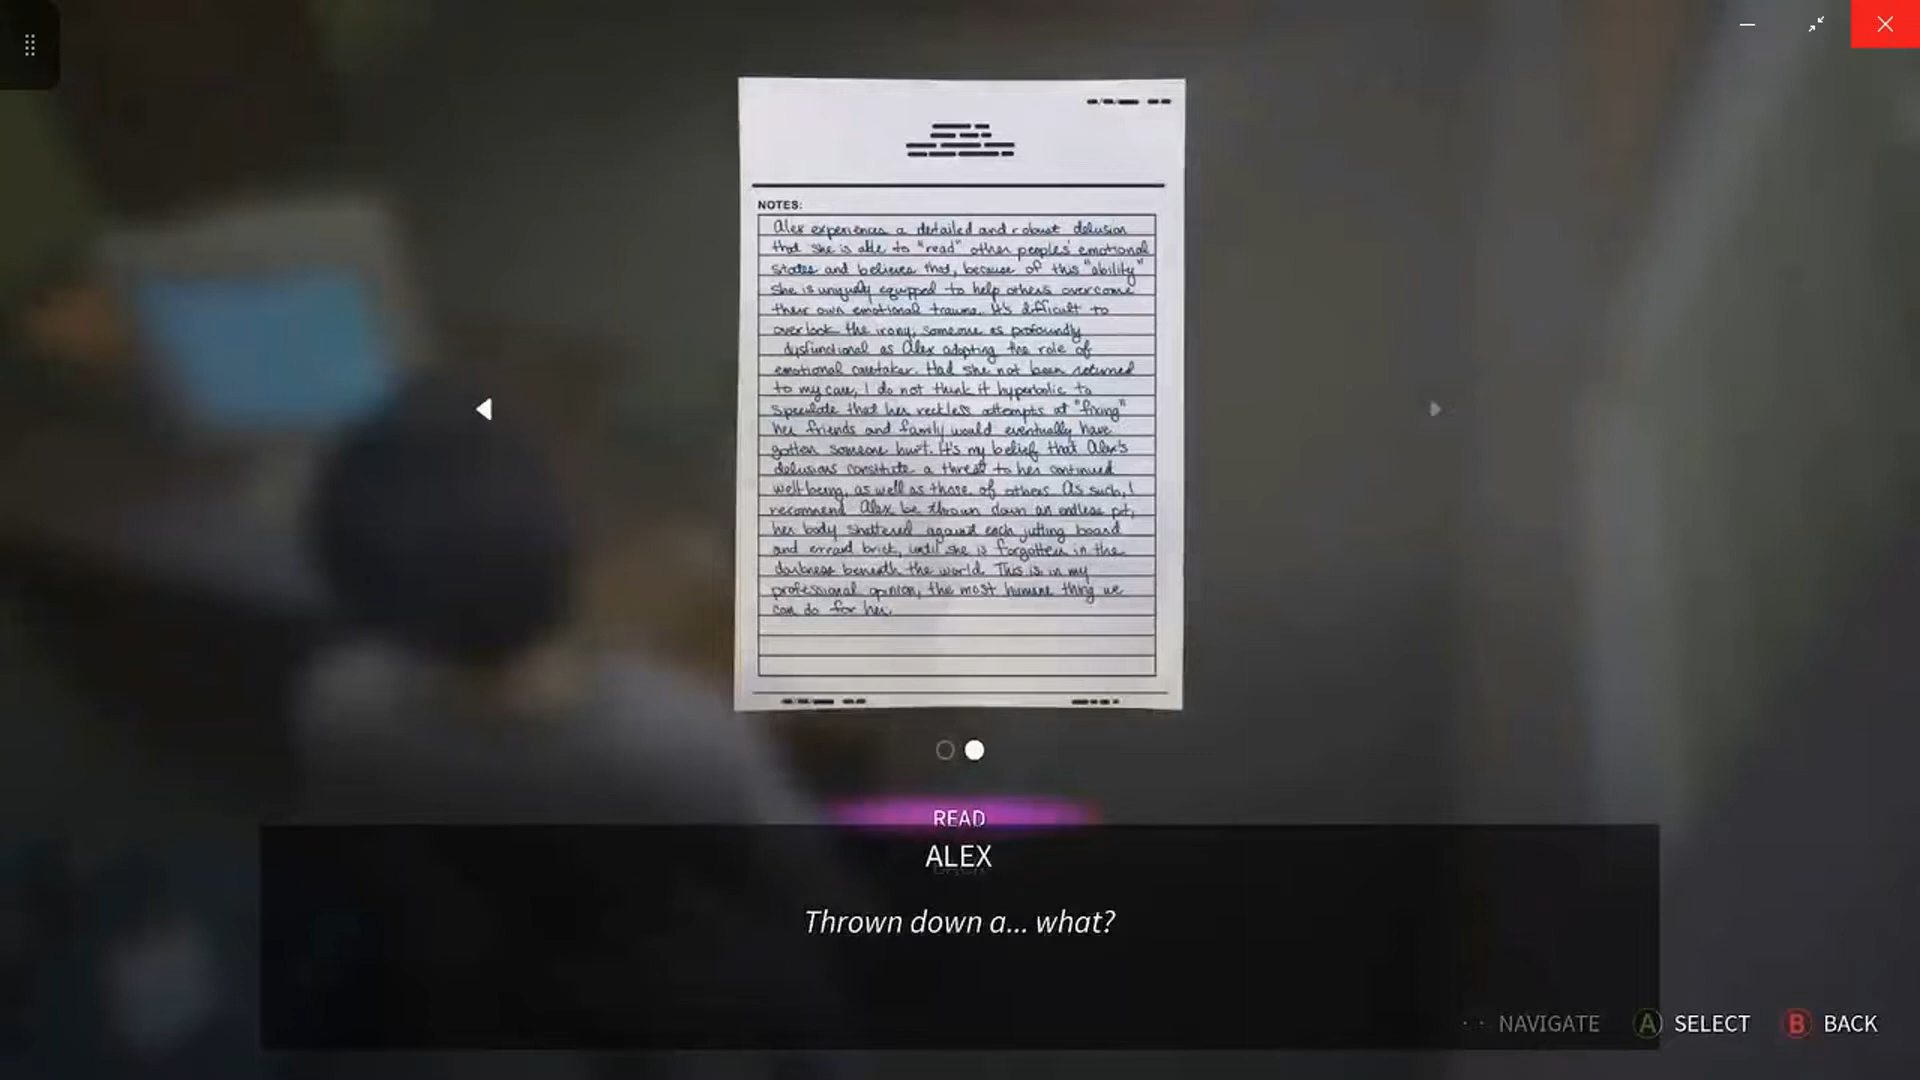 NOTES:
Alex experiences a detailed and robust delusion
that she is able to "read" other peoples' emotional
states and believes that, because of this "ability"
she is uniquely equipped to help others overcome
their own emotional trauma. It's difficult to
overlook the irony, someone as profoundly
dysfunctional as Alex adopting the role of
emotional caretaker. Had she not been returned
to my care, I do not think it hyperbolic to
speculate that her reckless attempts at "fixing"
her friends and family would eventually have
gotten someone hurt. It's my belief that Alex's
delusions constitute a threat to her continued
well-being, as well as those of others. As such, I
recommend Alex be thrown down an endless pit,
her body shattered against each jutting board
and errant brick, until she is forgotten in the
darkness beneath the world. This is in my
professional opinion, the most humane thing we
can do for her.
READ
ALEX
Thrown down a... what?
NAVIGATE A SELECT B BACK